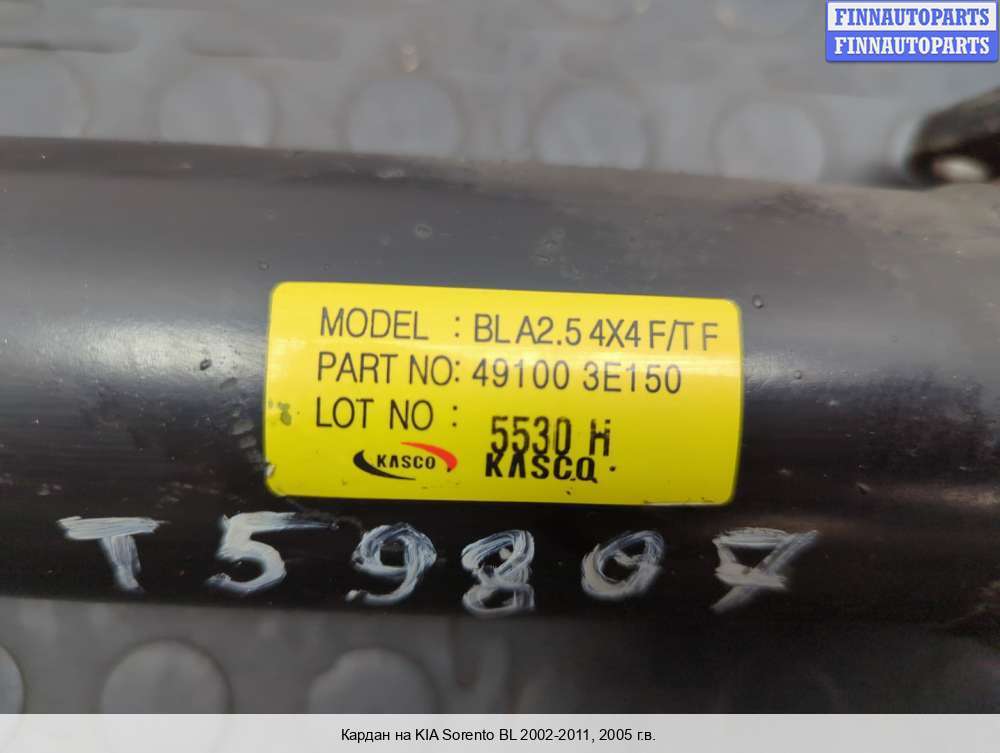 FINNAUTOPARTS
FINNAUTOPARTS
MODEL : BL A2.5 4X4 F/T F
PART NO: 49100 3E150
LOT NO : 5530 H
KASCO KASCO
T59807
Кардан на KIA Sorento BL 2002-2011, 2005 г.в.